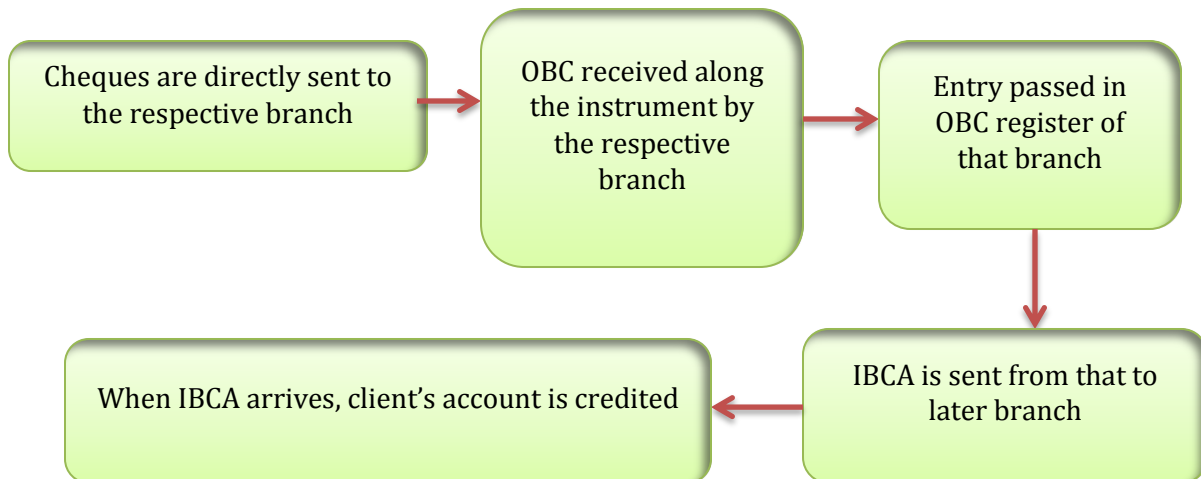 Cheques are directly sent to
the respective branch
OBC received along
the instrument by
the respective
branch
Entry passed in
OBC register of
that branch
IBCA is sent from that to
later branch
When IBCA arrives, client’s account is credited